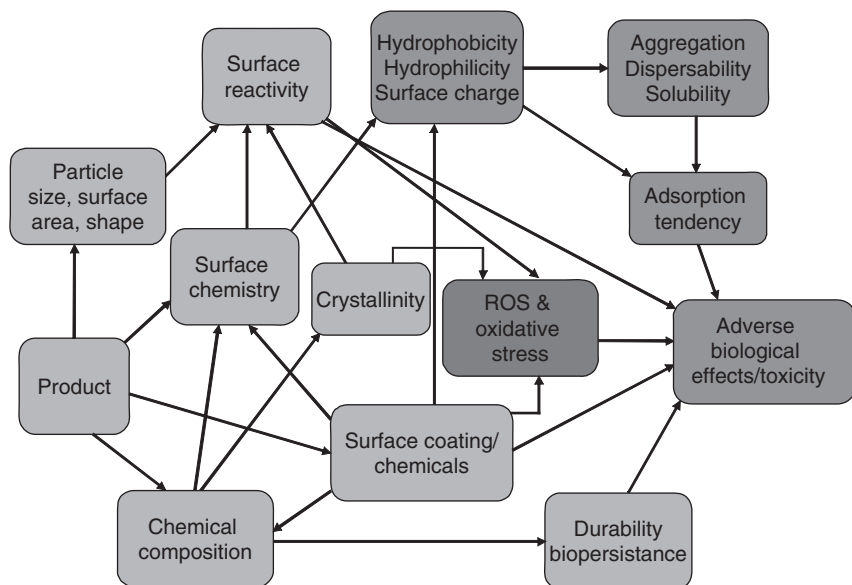 Surface
reactivity
Hydrophobicity
Hydrophilicity
Surface charge
Aggregation
Dispersability
Solubility
Particle
size, surface
area, shape
Adsorption
tendency
Surface
chemistry
Crystallinity
ROS &
oxidative
stress
Adverse
biological
effects/toxicity
Product
Surface coating/
chemicals
Chemical
composition
Durability
biopersistance